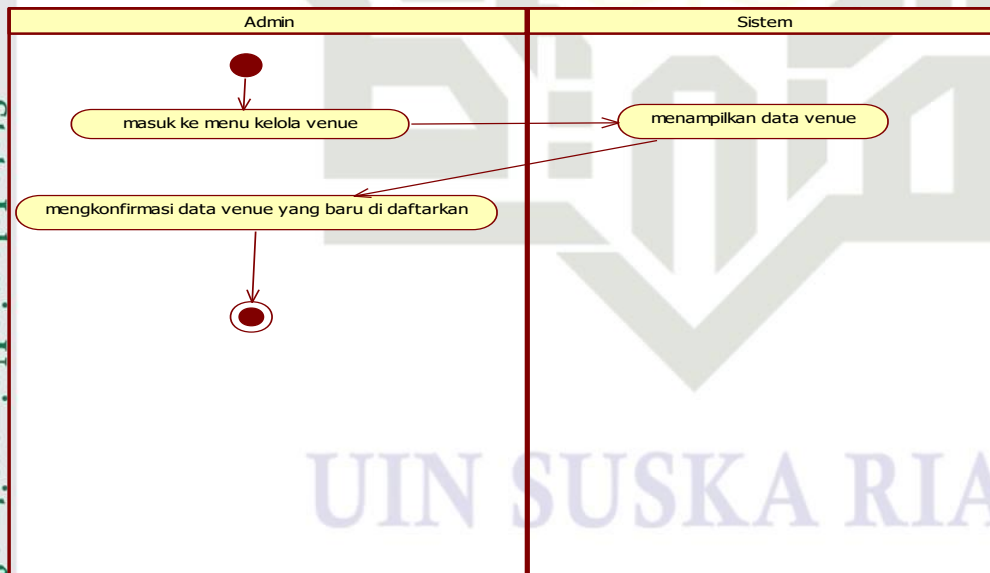 Admin
Sistem
masuk ke menu kelola venue
menampilkan data venue
mengkonfirmasi data venue yang baru di daftarkan
UIN SUSKA RIA